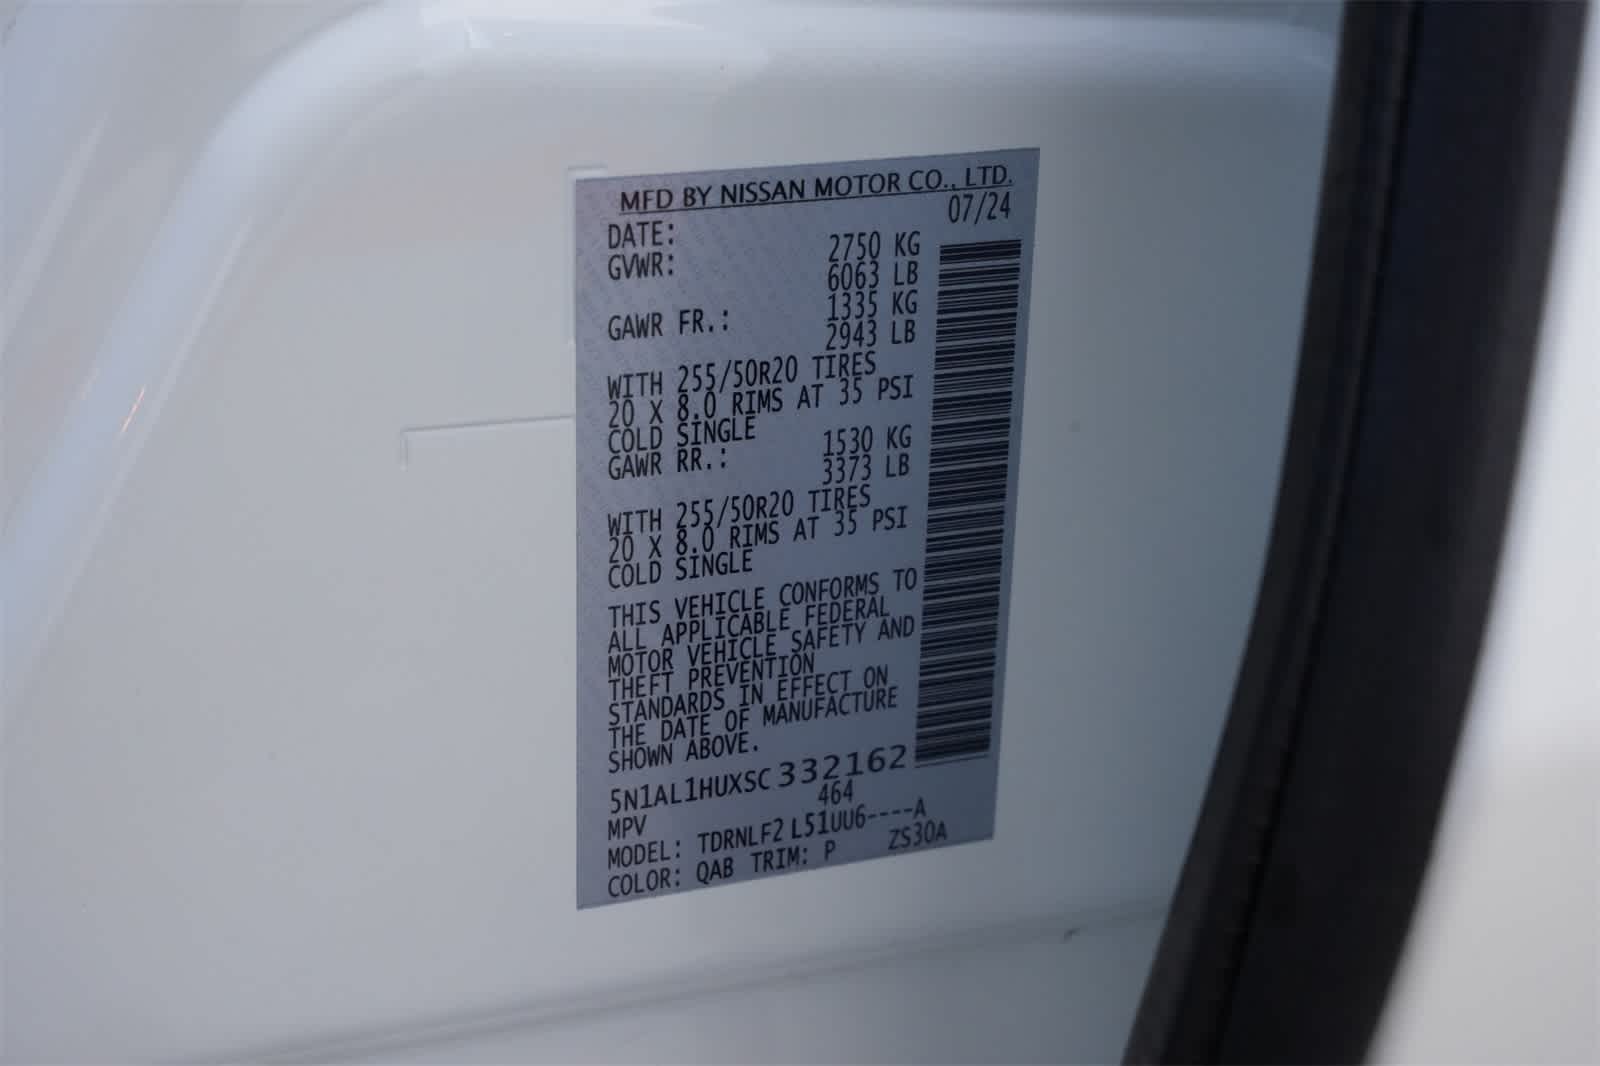 MFD BY NISSAN MOTOR CO., LTD.
DATE: 07/24
GVWR: 2750 KG
6063 LB
GAWR FR.: 1335 KG
2943 LB
WITH 255/50R20 TIRES
20 X 8.0 RIMS AT 35 PSI
COLD SINGLE
GAWR RR.: 1530 KG
3373 LB
WITH 255/50R20 TIRES
20 X 8.0 RIMS AT 35 PSI
COLD SINGLE
THIS VEHICLE CONFORMS TO
ALL APPLICABLE FEDERAL
MOTOR VEHICLE SAFETY AND
THEFT PREVENTION
STANDARDS IN EFFECT ON
THE DATE OF MANUFACTURE
SHOWN ABOVE.
5N1AL1HUXSC332162
MPV 464
MODEL: TDRNLF2 L51UU6----A
COLOR: QAB TRIM: P ZS30A